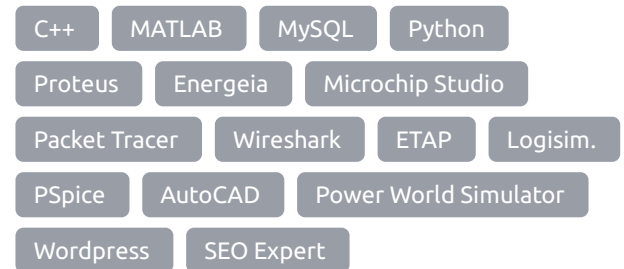 C++ MATLAB MySQL Python
Proteus Energeia Microchip Studio
Packet Tracer Wireshark ETAP Logisim.
PSpice AutoCAD Power World Simulator
Wordpress SEO Expert